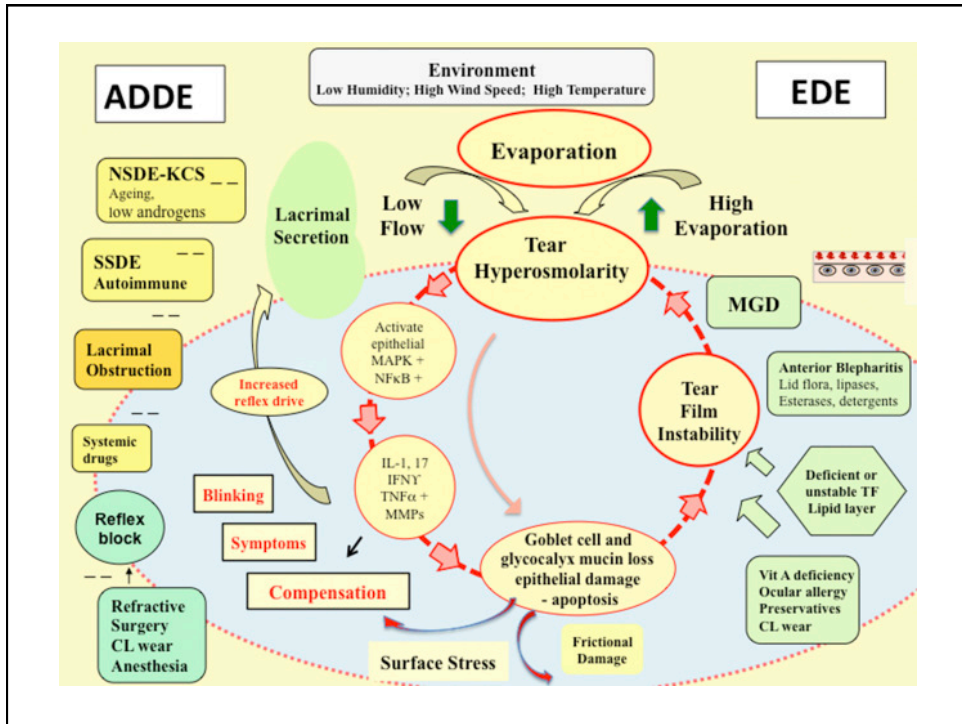 ADDE
Environment
Low Humidity; High Wind Speed; High Temperature
EDE
Evaporation
NSDE-KCS
Ageing,
low androgens
Lacrimal
Secretion
Low
Flow
High
Evaporation
Tear
Hyperosmolarity
SSDE
Autoimmune
MGD
Lacrimal
Obstruction
Activate
epithelial
MAPK +
NFκB +
Increased
reflex drive
Tear
Film
Instability
Anterior Blepharitis
Lid flora, lipases,
Esterases, detergents
Systemic
drugs
IL-1, 17
IFNϒ
TNFα +
MMPs
Blinking
Symptoms
Compensation
Deficient or
unstable TF
Lipid layer
Reflex
block
Goblet cell and
glycocalyx mucin loss
epithelial damage
- apoptosis
Vit A deficiency
Ocular allergy
Preservatives
CL wear
Refractive
Surgery
CL wear
Anesthesia
Surface Stress
Frictional
Damage